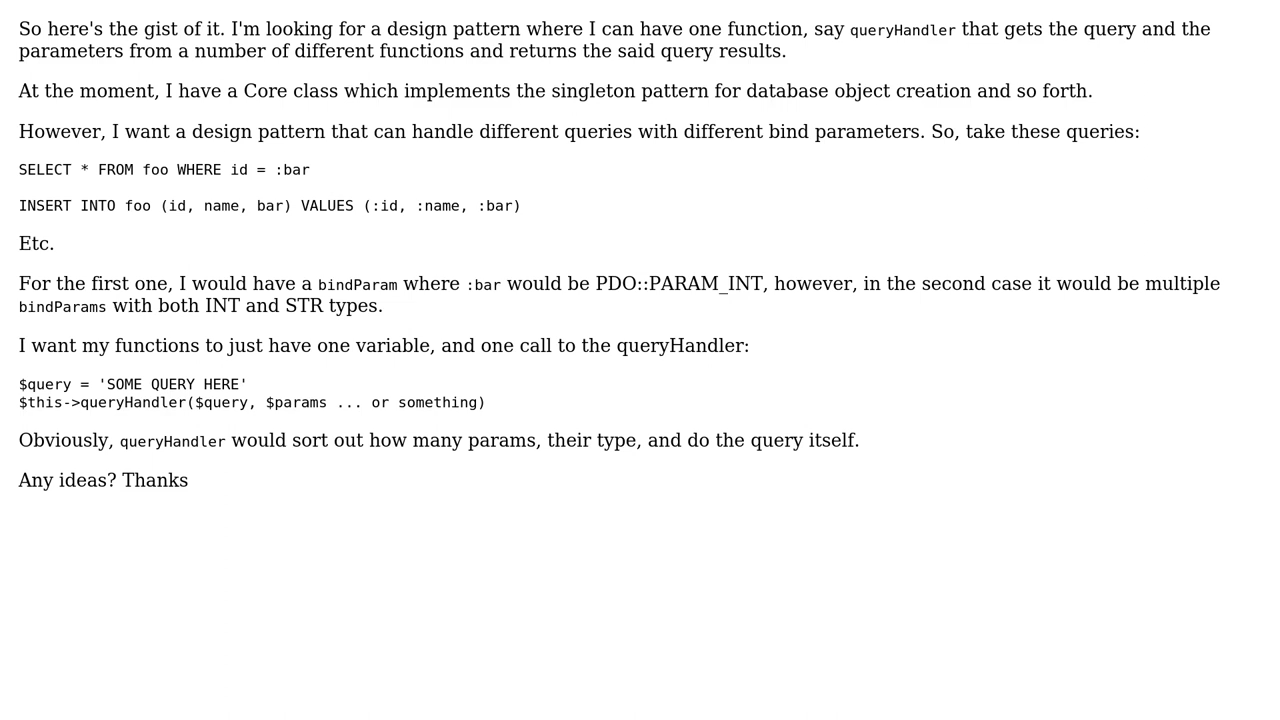 So here's the gist of it. I'm looking for a design pattern where I can have one function, say queryHandler that gets the query and the
parameters from a number of different functions and returns the said query results.
At the moment, I have a Core class which implements the singleton pattern for database object creation and so forth.
However, I want a design pattern that can handle different queries with different bind parameters. So, take these queries:
SELECT * FROM foo WHERE id = :bar
INSERT INTO foo (id, name, bar) VALUES (:id, :name, :bar)
Etc.
For the first one, I would have a bindParam where :bar would be PDO::PARAM_INT, however, in the second case it would be multiple
bindParams with both INT and STR types.
I want my functions to just have one variable, and one call to the queryHandler:
$query = 'SOME QUERY HERE'
$this->queryHandler($query, $params ... or something)
Obviously, queryHandler would sort out how many params, their type, and do the query itself.
Any ideas? Thanks